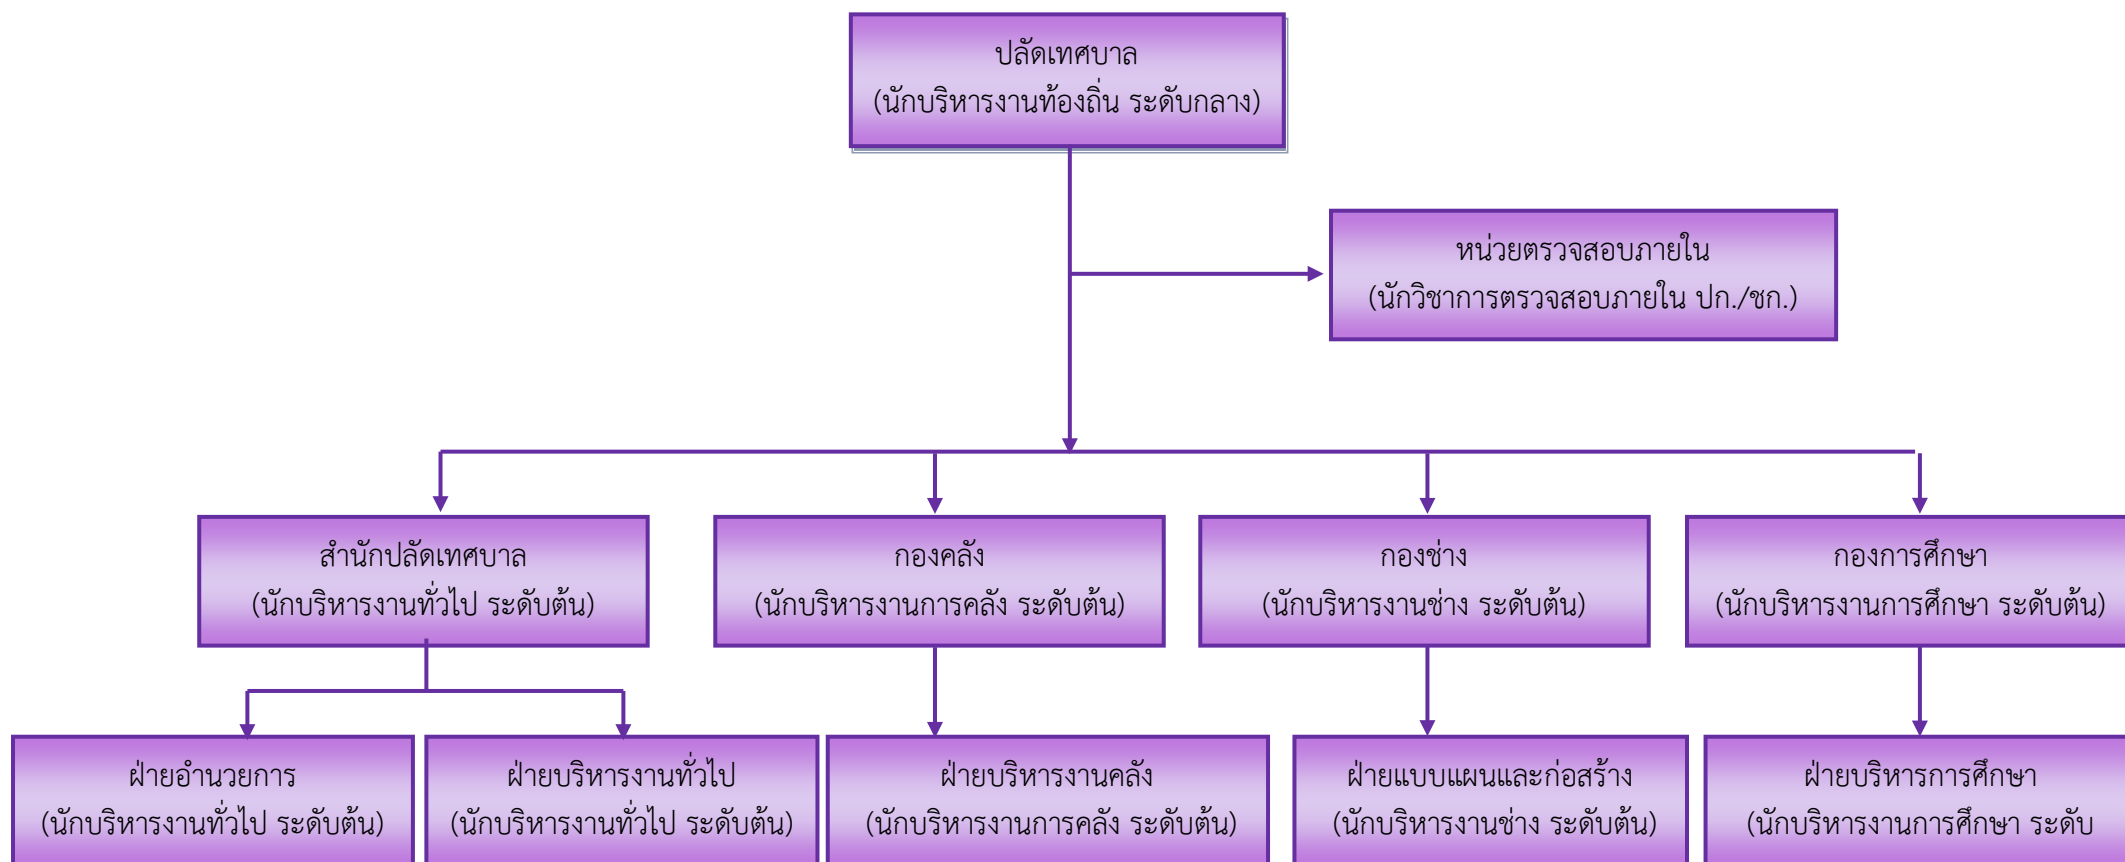 ปลัดเทศบาล
(นักบริหารงานท้องถิ่น ระดับกลาง)
หน่วยตรวจสอบภายใน
(นักวิชาการตรวจสอบภายใน ปก./ชก.)
สำนักปลัดเทศบาล
(นักบริหารงานทั่วไป ระดับต้น)
กองคลัง
(นักบริหารงานการคลัง ระดับต้น)
กองช่าง
(นักบริหารงานช่าง ระดับต้น)
กองการศึกษา
(นักบริหารงานการศึกษา ระดับต้น)
ฝ่ายอำนวยการ
(นักบริหารงานทั่วไป ระดับต้น)
ฝ่ายบริหารงานทั่วไป
(นักบริหารงานทั่วไป ระดับต้น)
ฝ่ายบริหารงานคลัง
(นักบริหารงานการคลัง ระดับต้น)
ฝ่ายแบบแผนและก่อสร้าง
(นักบริหารงานช่าง ระดับต้น)
ฝ่ายบริหารการศึกษา
(นักบริหารงานการศึกษา ระดับ